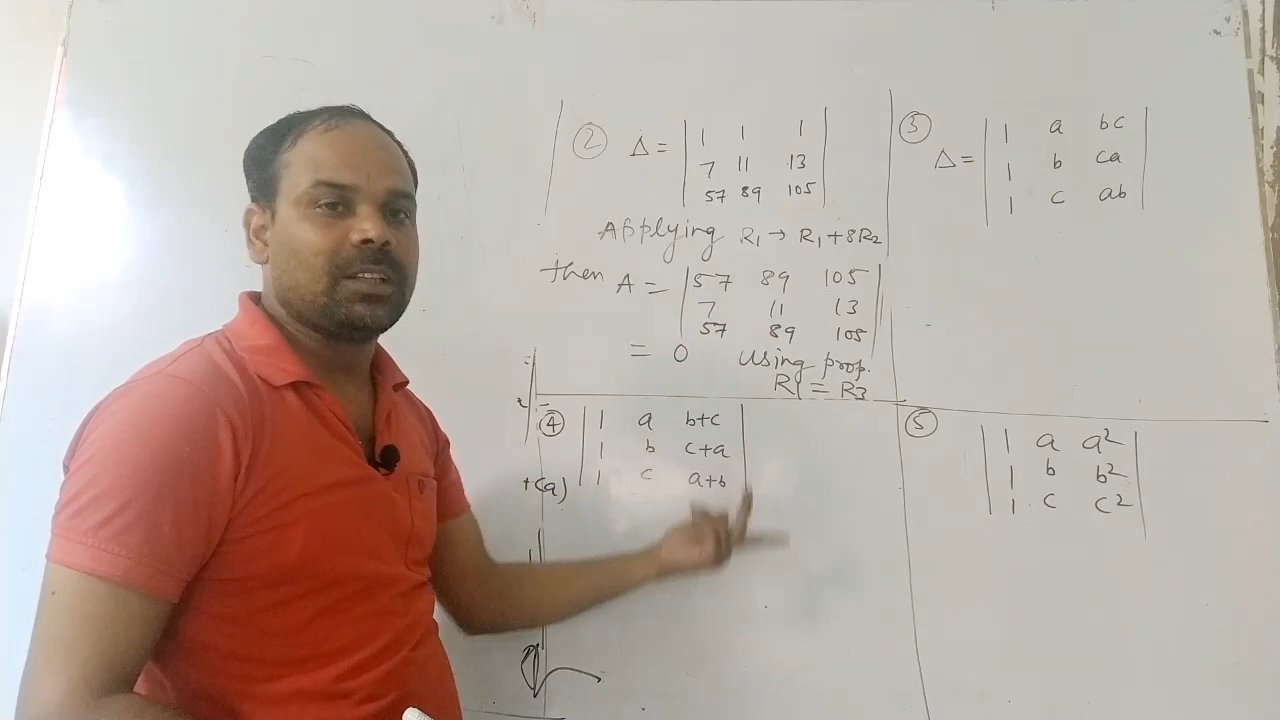 ② Δ = | 1 1 1 |
| 7 11 13 |
| 57 89 105 |
Applying R₁ → R₁ + 8R₂
then A = | 57 89 105 |
| 7 11 13 |
| 57 89 105 |
= 0 using prop.
R₁ = R₃
③ Δ = | 1 a bc |
| 1 b ca |
| 1 c ab |
④ | 1 a b+c |
| 1 b c+a |
| 1 c a+b |
+ca)
⑤ | 1 a a² |
| 1 b b² |
| 1 c c² |